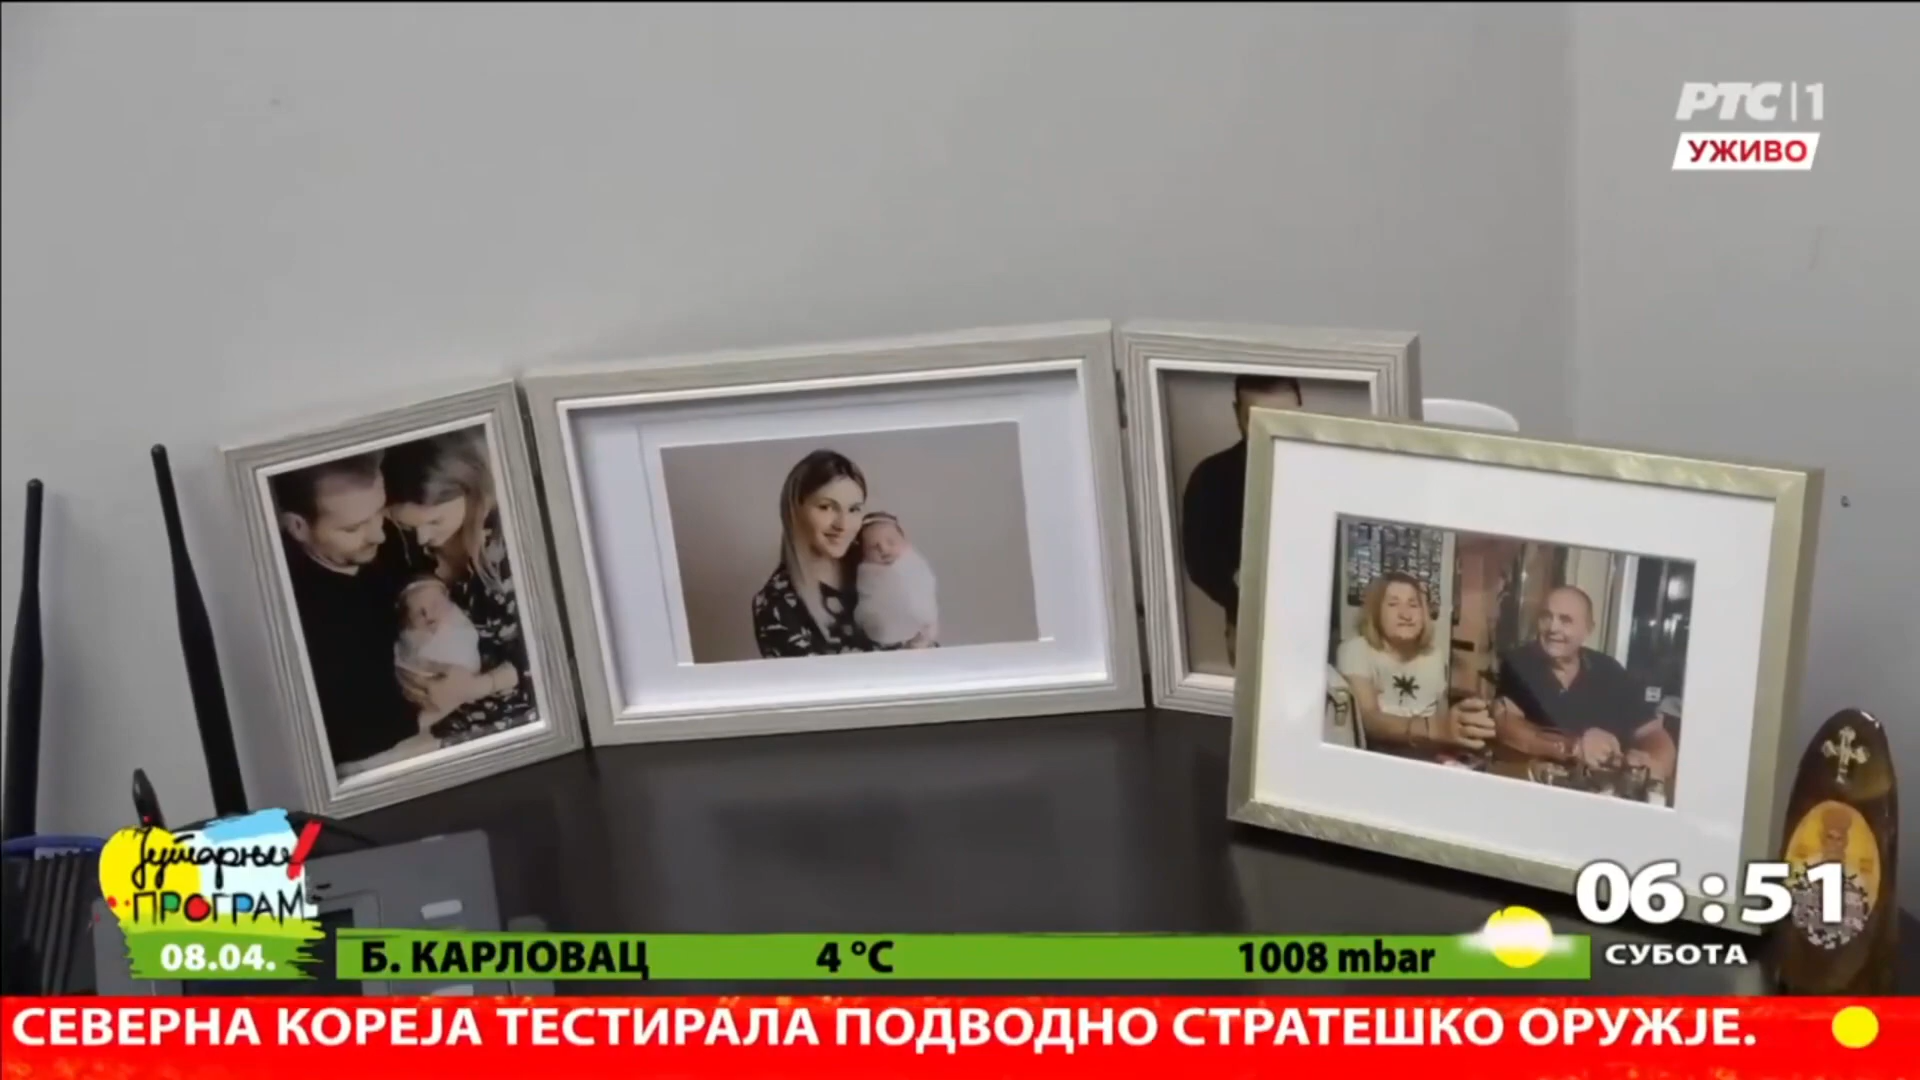 РТС|1
УЖИВО
Јутарњи
ПРОГРАМ
06:51
08.04.
Б. КАРЛОВАЦ 4 °C 1008 mbar
СУБОТА
СЕВЕРНА КОРЕЈА ТЕСТИРАЛА ПОДВОДНО СТРАТЕШКО ОРУЖЈЕ.